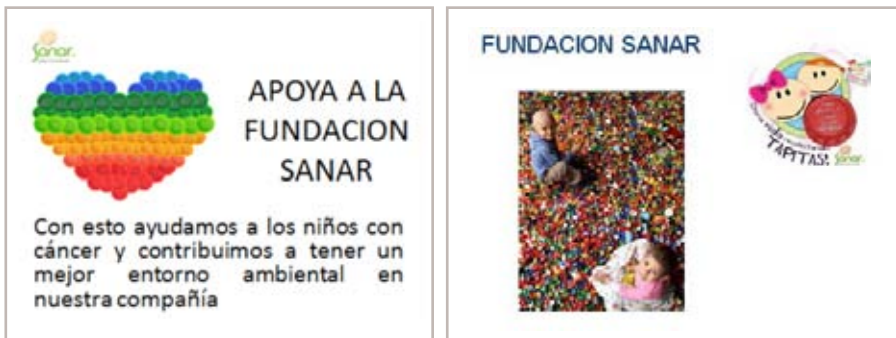 Sanar.
APOYA A LA
FUNDACION
SANAR
Con esto ayudamos a los niños con
cáncer y contribuimos a tener un
mejor entorno ambiental en
nuestra compañía
FUNDACION SANAR
TAPITAS!
Sanar.